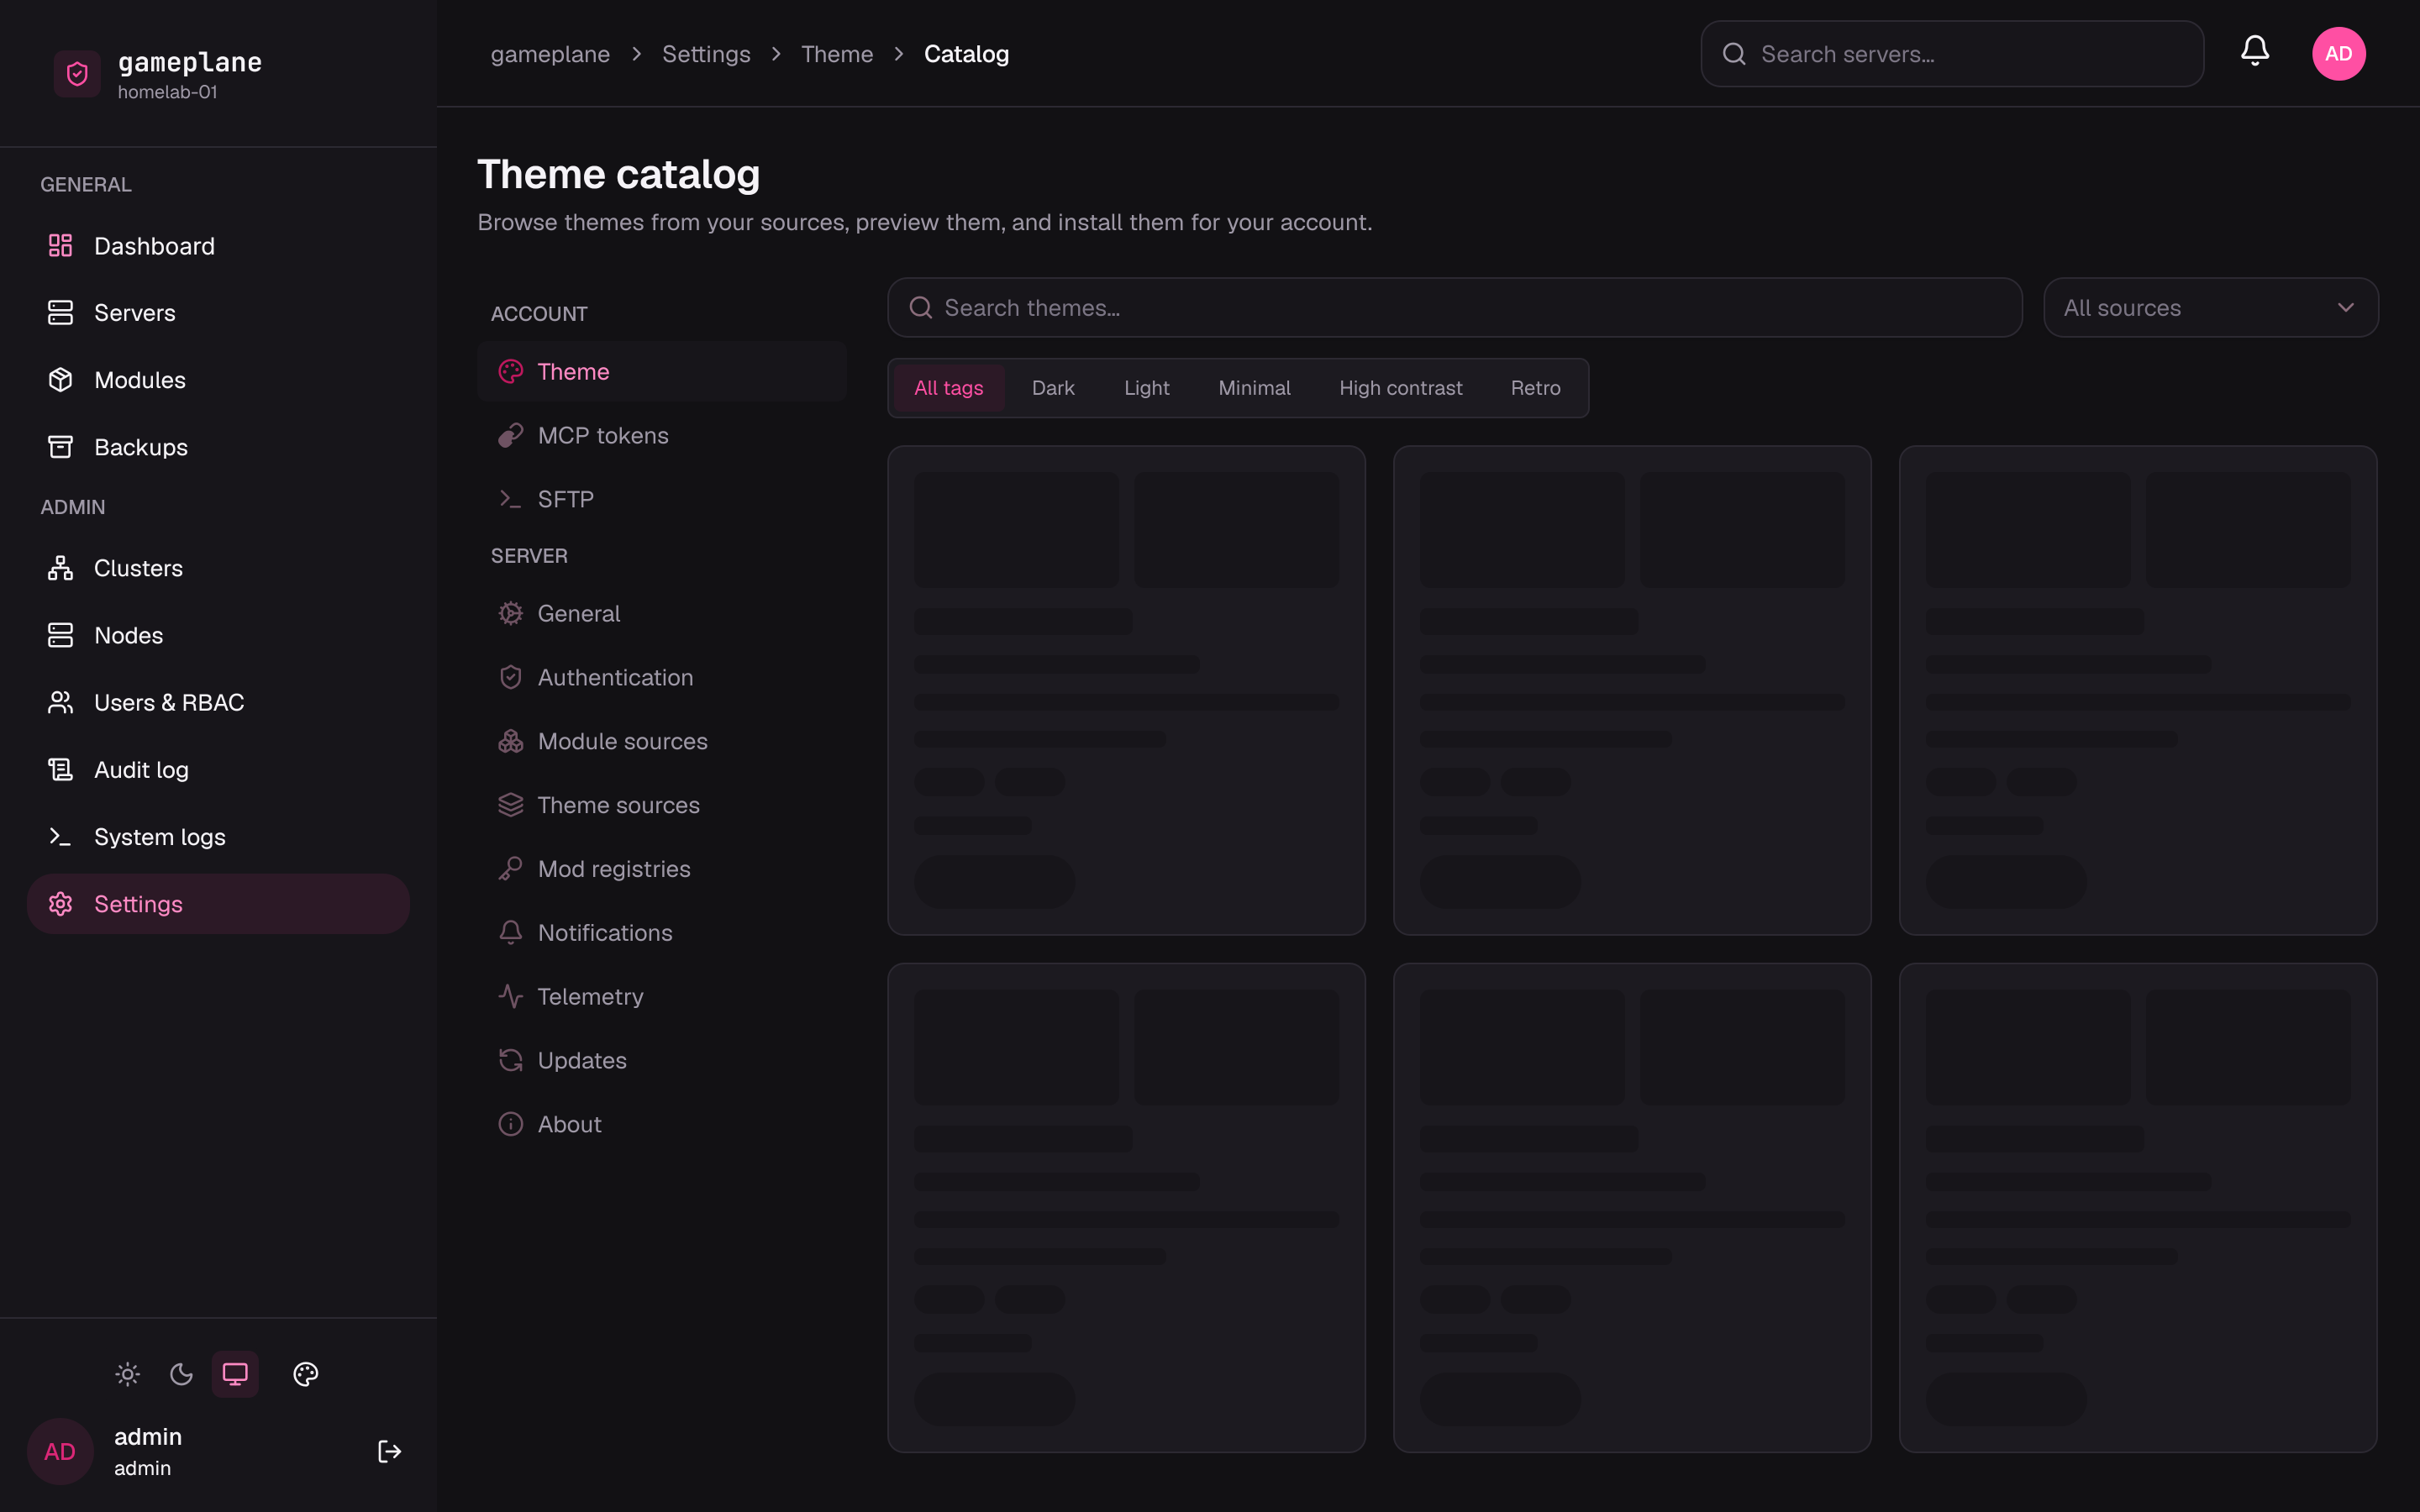 gameplane
homelab-01
GENERAL
Dashboard
Servers
Modules
Backups
ADMIN
Clusters
Nodes
Users & RBAC
Audit log
System logs
Settings
AD
admin
admin
gameplane > Settings > Theme > Catalog
Search servers...
AD
Theme catalog
Browse themes from your sources, preview them, and install them for your account.
ACCOUNT
Theme
MCP tokens
SFTP
SERVER
General
Authentication
Module sources
Theme sources
Mod registries
Notifications
Telemetry
Updates
About
Search themes...
All sources
All tags Dark Light Minimal High contrast Retro